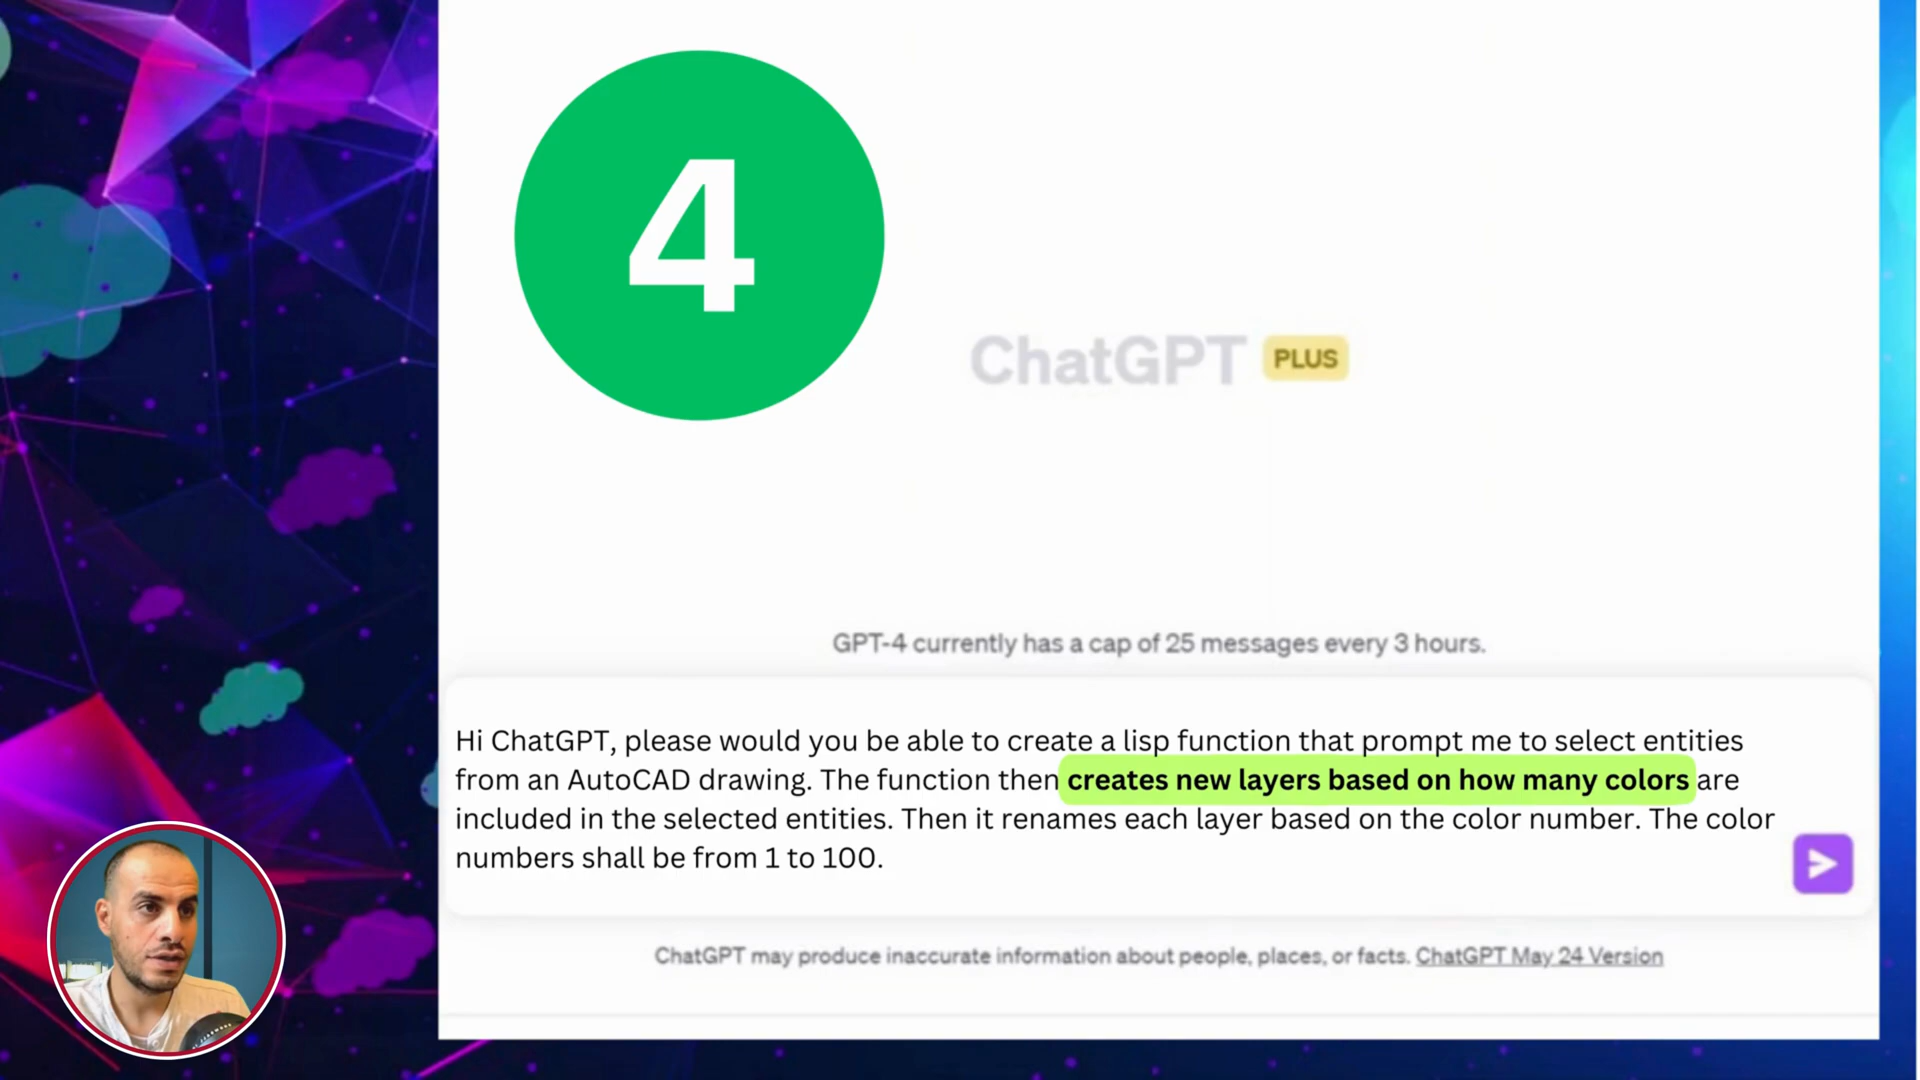 4
ChatGPT PLUS
GPT-4 currently has a cap of 25 messages every 3 hours.
Hi ChatGPT, please would you be able to create a lisp function that prompt me to select entities
from an AutoCAD drawing. The function then creates new layers based on how many colors are
included in the selected entities. Then it renames each layer based on the color number. The color
numbers shall be from 1 to 100.
ChatGPT may produce inaccurate information about people, places, or facts. ChatGPT May 24 Version